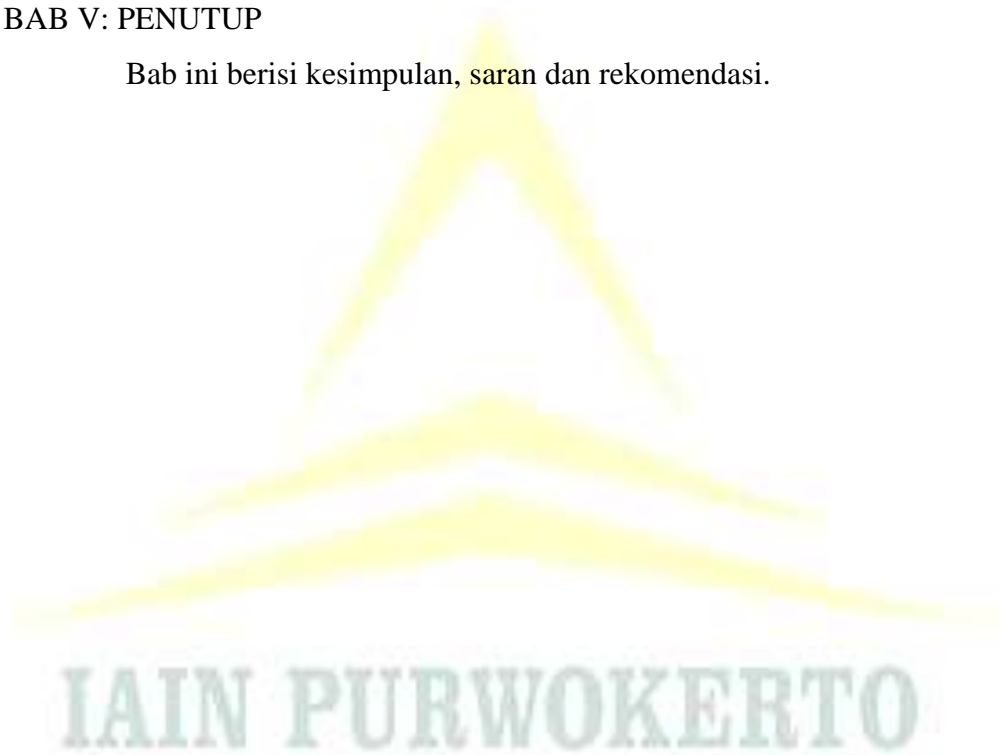 BAB V: PENUTUP
Bab ini berisi kesimpulan, saran dan rekomendasi.
IAIN PURWOKERTO